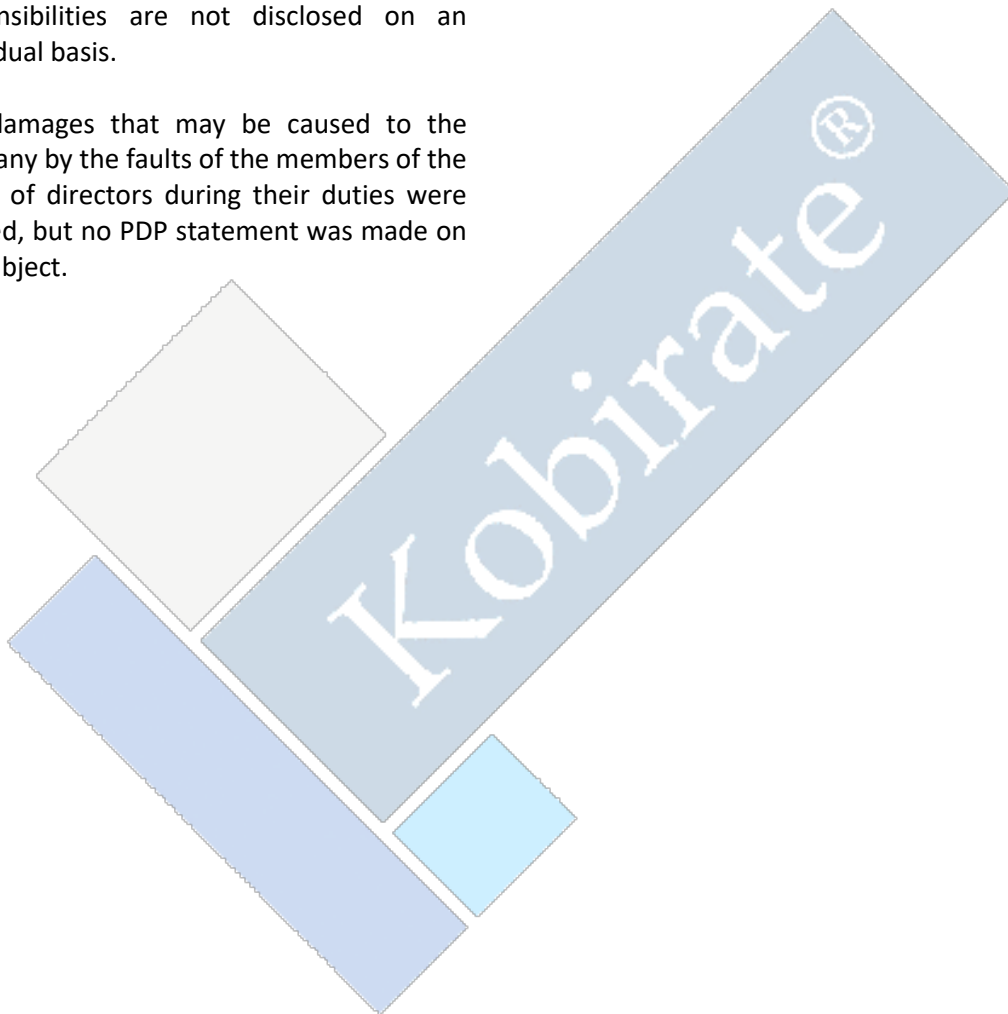 nsibilities are not disclosed on an
dual basis.
amages that may be caused to the
any by the faults of the members of the
of directors during their duties were
ed, but no PDP statement was made on
bject.
Kobirate®